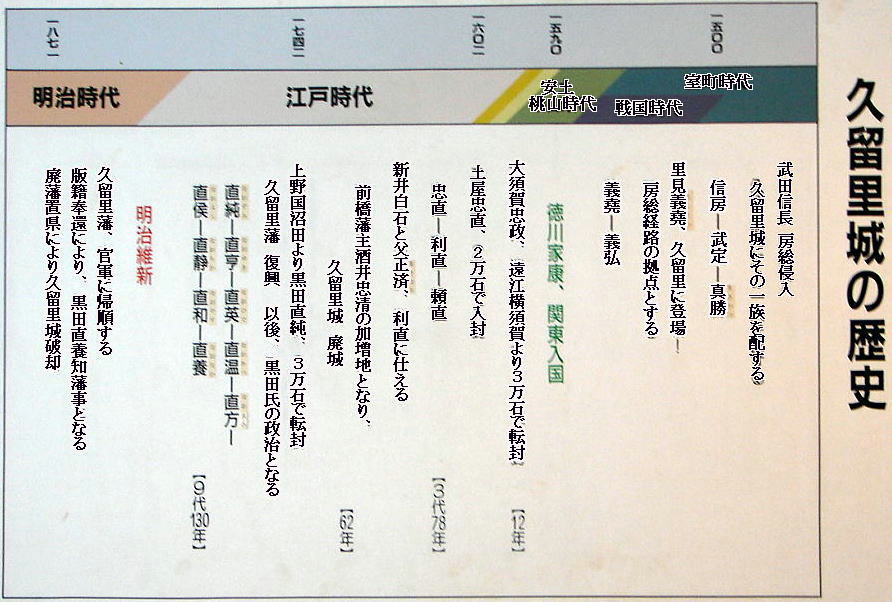 久留里城の歴史
一五〇〇
一五九〇
一六〇二
一七四二
一八七一
室町時代
戦国時代
安土
桃山時代
江戸時代
明治時代
武田信長 房総侵入
久留里城にその一族を配する。
信房―武定―真勝
里見義堯、久留里に登場―
房総経路の拠点とする
義堯―義弘
徳川家康、関東入国
大須賀忠政、遠江横須賀より3万石で転封
【12年】
土屋忠直、2万石で入封
忠直―利直―頼直
【3代78年】
新井白石と父正済、利直に仕える
前橋藩主酒井忠清の加増地となり、
久留里城 廃城
【62年】
上野国沼田より黒田直純、3万石で転封
久留里藩 復興 以後、黒田氏の政治となる
直純―直亨―直英―直温―直方―
直侯―直静―直和―直養
【9代130年】
明治維新
久留里藩、官軍に帰順する
版籍奉還により、黒田直養知藩事となる
廃藩置県により久留里城破却